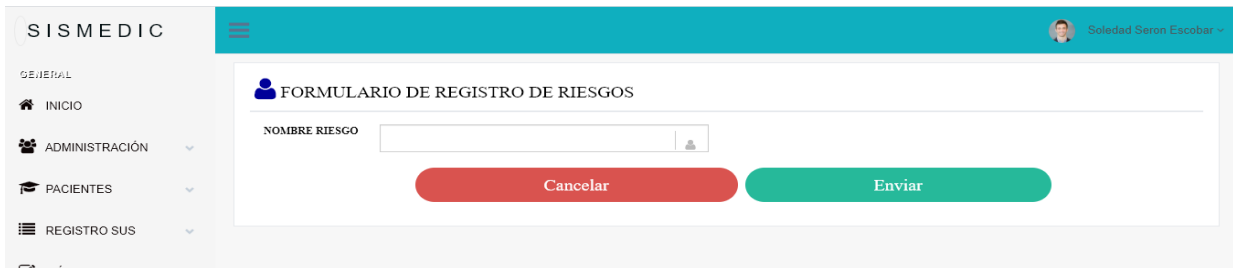 SISMEDIC
Soledad Seron Escobar
GENERAL
INICIO
ADMINISTRACIÓN
PACIENTES
REGISTRO SUS
FORMULARIO DE REGISTRO DE RIESGOS
NOMBRE RIESGO
Cancelar
Enviar